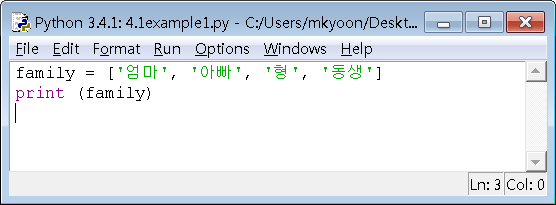 Python 3.4.1: 4.1example1.py - C:/Users/mkyoon/Deskt...
File Edit Format Run Options Windows Help
family = ['엄마', '아빠', '형', '동생']
print (family)
Ln: 3 Col: 0